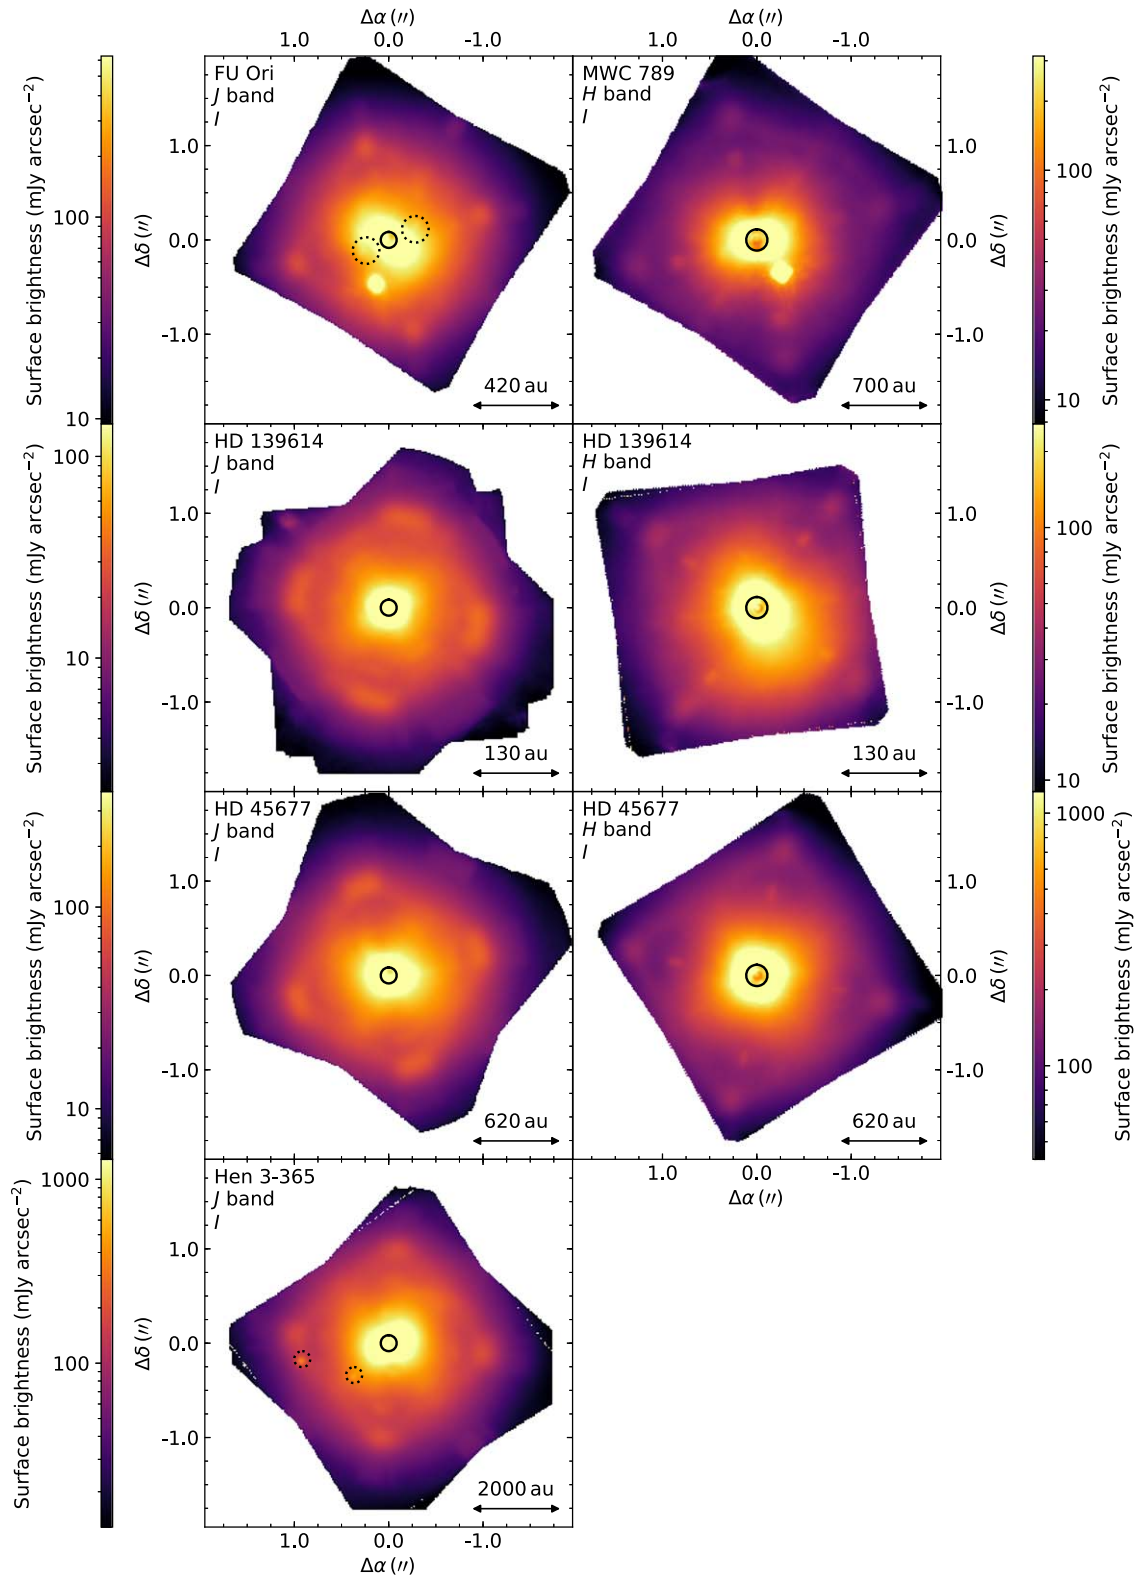 Δα (″)
Δα (″)
1.0 0.0 -1.0
1.0 0.0 -1.0
FU Ori
J band
I
MWC 789
H band
I
Surface brightness (mJy arcsec⁻²)
100
10
Δδ (″)
1.0
0.0
-1.0
420 au
700 au
1.0
0.0
-1.0
Δδ (″)
100
10
Surface brightness (mJy arcsec⁻²)
HD 139614
J band
I
HD 139614
H band
I
Surface brightness (mJy arcsec⁻²)
100
10
Δδ (″)
1.0
0.0
-1.0
130 au
130 au
1.0
0.0
-1.0
Δδ (″)
100
10
Surface brightness (mJy arcsec⁻²)
HD 45677
J band
I
HD 45677
H band
I
Surface brightness (mJy arcsec⁻²)
100
10
Δδ (″)
1.0
0.0
-1.0
620 au
620 au
1.0
0.0
-1.0
Δδ (″)
1000
100
Surface brightness (mJy arcsec⁻²)
1.0 0.0 -1.0
Δα (″)
Hen 3-365
J band
I
Surface brightness (mJy arcsec⁻²)
1000
100
Δδ (″)
1.0
0.0
-1.0
2000 au
1.0 0.0 -1.0
Δα (″)